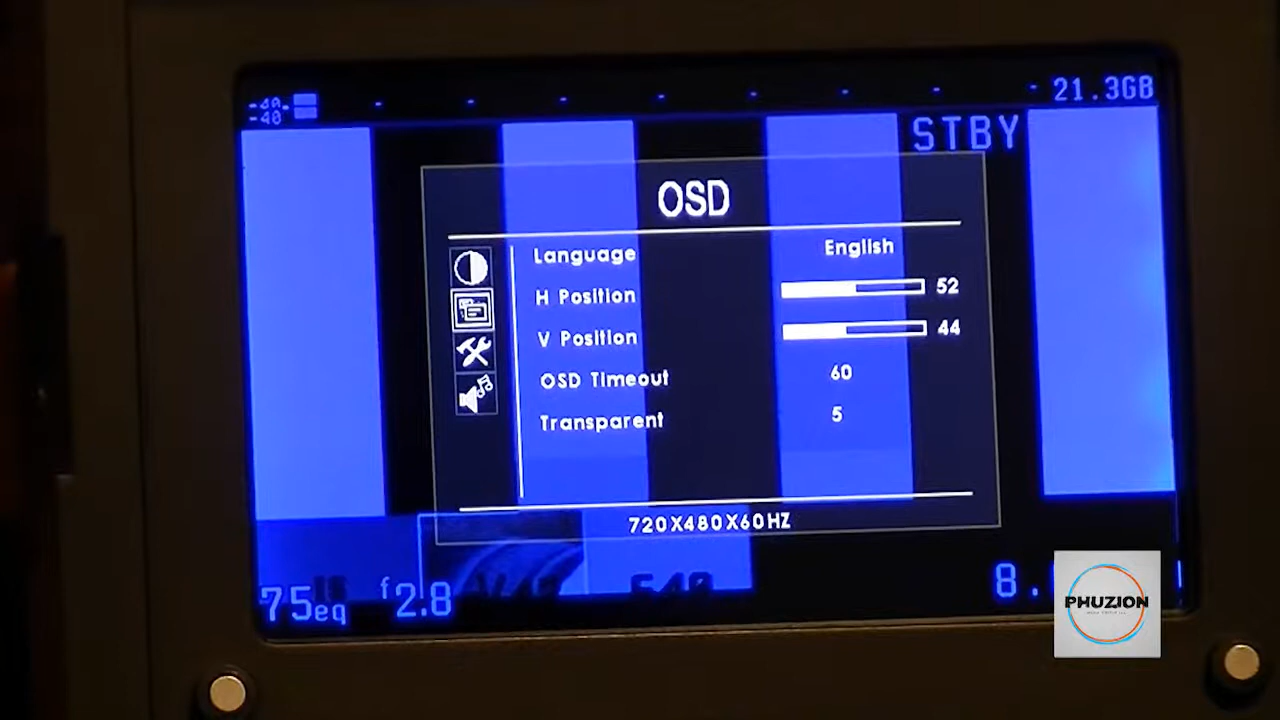 -40-
-40
21.3GB
STBY
OSD
Language English
H Position 52
V Position 44
OSD Timeout 60
Transparent 5
720X480X60HZ
75eq f2.8 8.
PHUZION